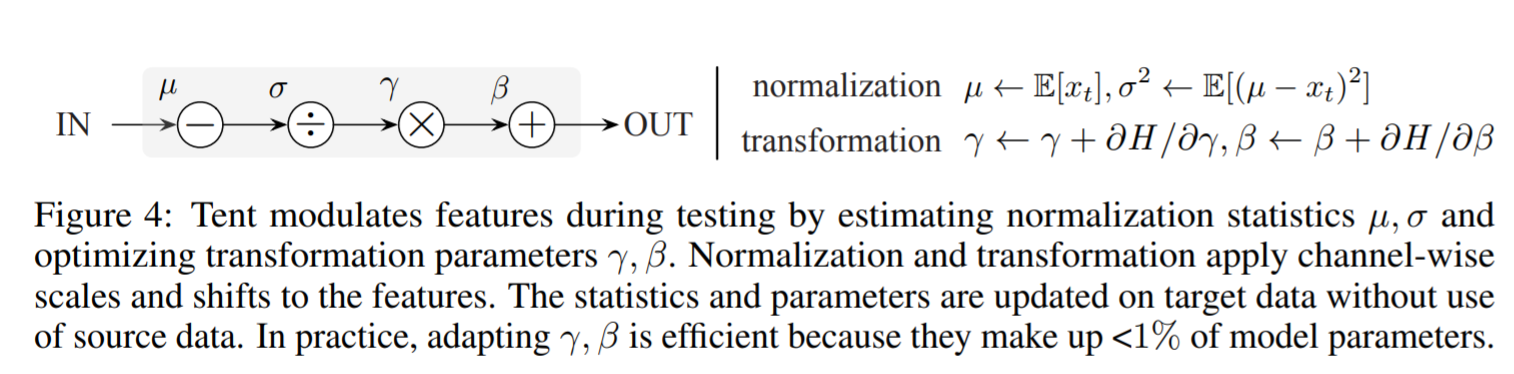 IN μ − σ ÷ γ × β + OUT
normalization μ ← 𝔼[xₜ], σ² ← 𝔼[(μ − xₜ)²]
transformation γ ← γ + ∂H/∂γ, β ← β + ∂H/∂β
Figure 4: Tent modulates features during testing by estimating normalization statistics μ, σ and
optimizing transformation parameters γ, β. Normalization and transformation apply channel-wise
scales and shifts to the features. The statistics and parameters are updated on target data without use
of source data. In practice, adapting γ, β is efficient because they make up <1% of model parameters.